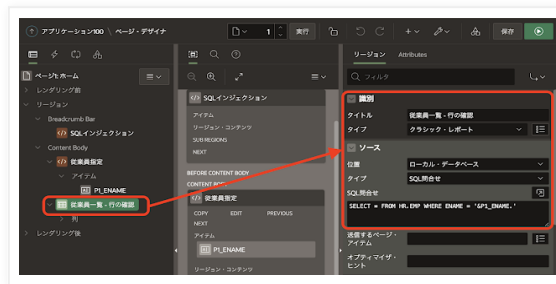 アプリケーション100 \ ページ・デザイナ
1
実行
保存
ページ1: ホーム
レンダリング前
リージョン
Breadcrumb Bar
SQLインジェクション
Content Body
従業員指定
アイテム
P1_ENAME
従業員一覧 - 行の確認
列
レンダリング後
SQLインジェクション
アイテム
リージョン・コンテンツ
SUB REGIONS
NEXT
BEFORE CONTENT BODY
CONTENT BODY
従業員指定
COPY EDIT PREVIOUS
NEXT
アイテム
P1_ENAME
リージョン・コンテンツ
リージョン Attributes
フィルタ
識別
タイトル 従業員一覧 - 行の確認
タイプ クラシック・レポート
ソース
位置 ローカル・データベース
タイプ SQL問合せ
SQL問合せ
SELECT * FROM HR.EMP WHERE ENAME = '&P1_ENAME.'
送信するページ・
アイテム
オプティマイザ・
ヒント